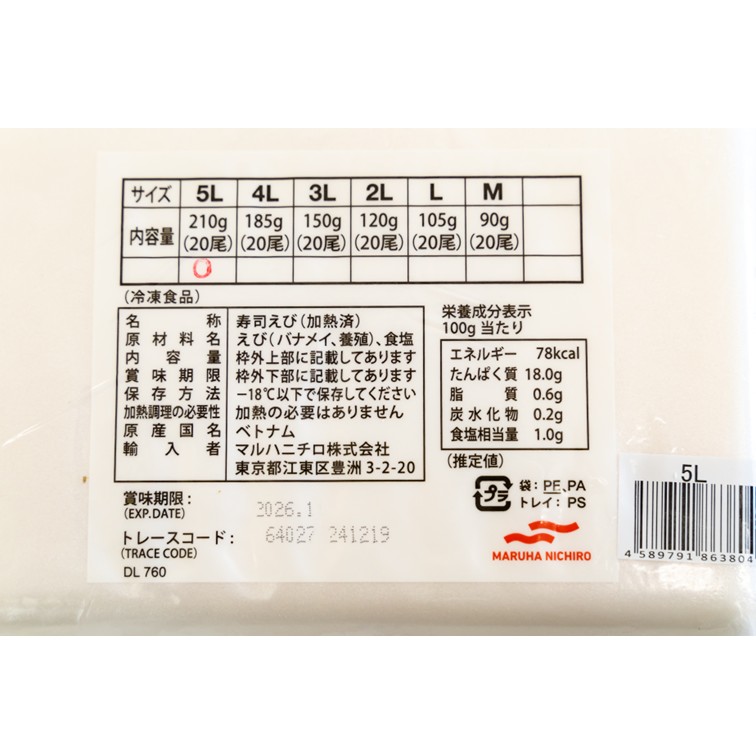 サイズ 5L 4L 3L 2L L M
内容量 210g(20尾) 185g(20尾) 150g(20尾) 120g(20尾) 105g(20尾) 90g(20尾)
(冷凍食品)
名称 寿司えび(加熱済)
原材料名 えび(バナメイ、養殖)、食塩
内容量 枠外上部に記載してあります
賞味期限 枠外下部に記載してあります
保存方法 −18℃以下で保存してください
加熱調理の必要性 加熱の必要はありません
原産国名 ベトナム
輸入者 マルハニチロ株式会社
東京都江東区豊洲 3-2-20
栄養成分表示
100g 当たり
エネルギー 78kcal
たんぱく質 18.0g
脂質 0.6g
炭水化物 0.2g
食塩相当量 1.0g
(推定値)
プラ
袋:PE、PA
トレイ:PS
賞味期限:
(EXP.DATE)
2026.1
トレースコード:
(TRACE CODE)
64027 241219
DL 760
MARUHA NICHIRO
5L
4 589791 863804